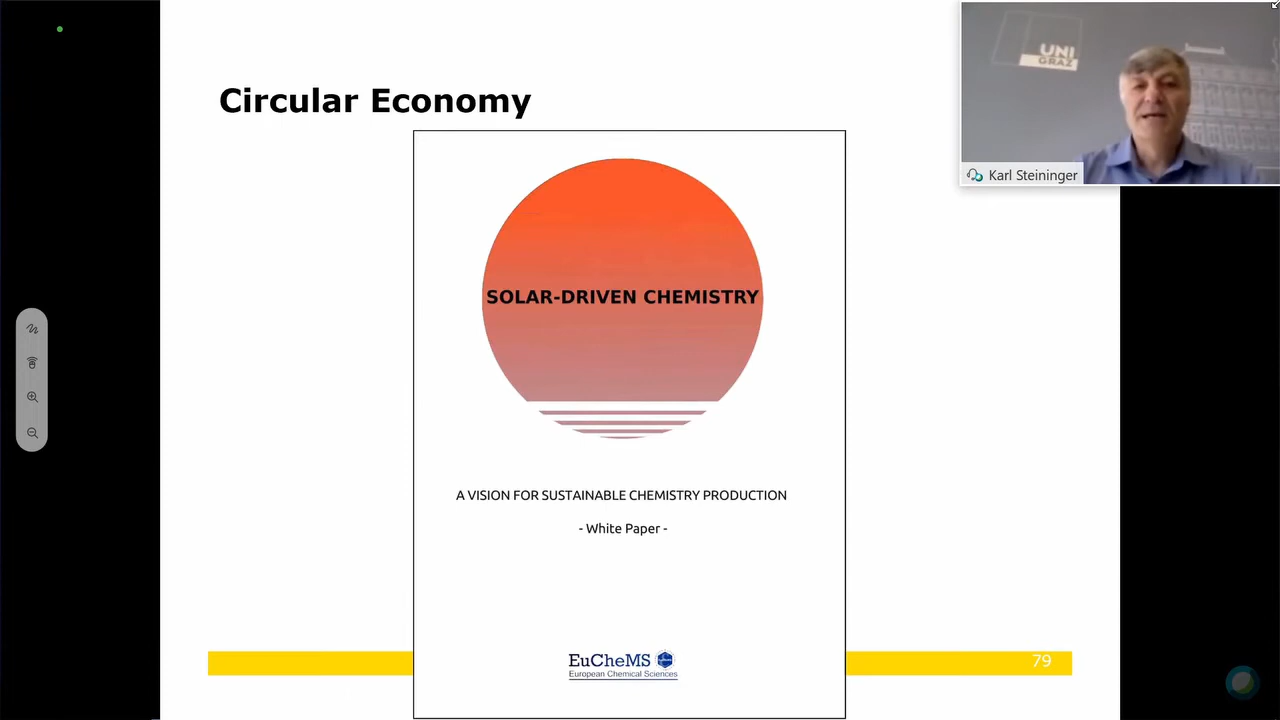 Circular Economy
SOLAR-DRIVEN CHEMISTRY
A VISION FOR SUSTAINABLE CHEMISTRY PRODUCTION
- White Paper -
EuCheMS
European Chemical Sciences
79
UNI
GRAZ
Karl Steininger